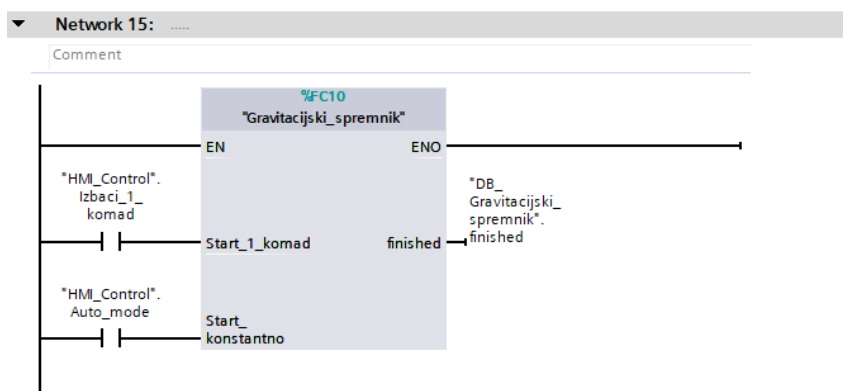 Network 15: .....
Comment
%FC10
"Gravitacijski_spremnik"
EN
ENO
"HMI_Control".
Izbaci_1_
komad
Start_1_komad
finished
"DB_
Gravitacijski_
spremnik".
finished
"HMI_Control".
Auto_mode
Start_
konstantno